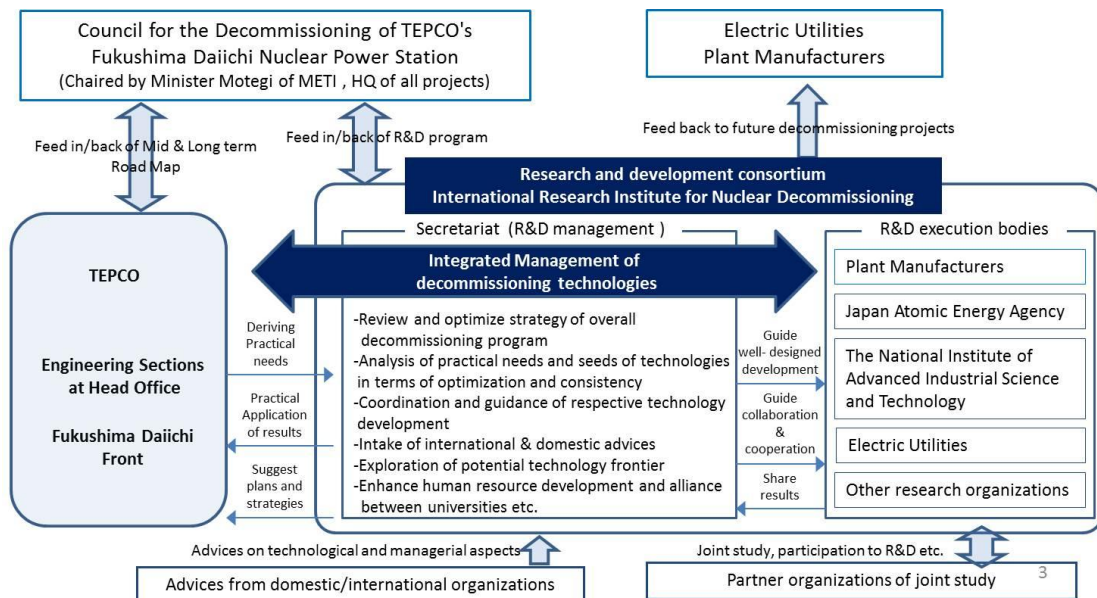 Council for the Decommissioning of TEPCO's
Fukushima Daiichi Nuclear Power Station
(Chaired by Minister Motegi of METI , HQ of all projects)
Electric Utilities
Plant Manufacturers
Feed in/back of Mid & Long term
Road Map
Feed in/back of R&D program
Feed back to future decommissioning projects
Research and development consortium
International Research Institute for Nuclear Decommissioning
TEPCO
Engineering Sections
at Head Office
Fukushima Daiichi
Front
Deriving
Practical
needs
Practical
Application
of results
Suggest
plans and
strategies
Secretariat (R&D management )
Integrated Management of
decommissioning technologies
-Review and optimize strategy of overall
decommissioning program
-Analysis of practical needs and seeds of technologies
in terms of optimization and consistency
-Coordination and guidance of respective technology
development
-Intake of international & domestic advices
-Exploration of potential technology frontier
-Enhance human resource development and alliance
between universities etc.
Guide
well- designed
development
Guide
collaboration
&
cooperation
Share
results
R&D execution bodies
Plant Manufacturers
Japan Atomic Energy Agency
The National Institute of
Advanced Industrial Science
and Technology
Electric Utilities
Other research organizations
Advices on technological and managerial aspects
Advices from domestic/international organizations
Joint study, participation to R&D etc.
Partner organizations of joint study
3